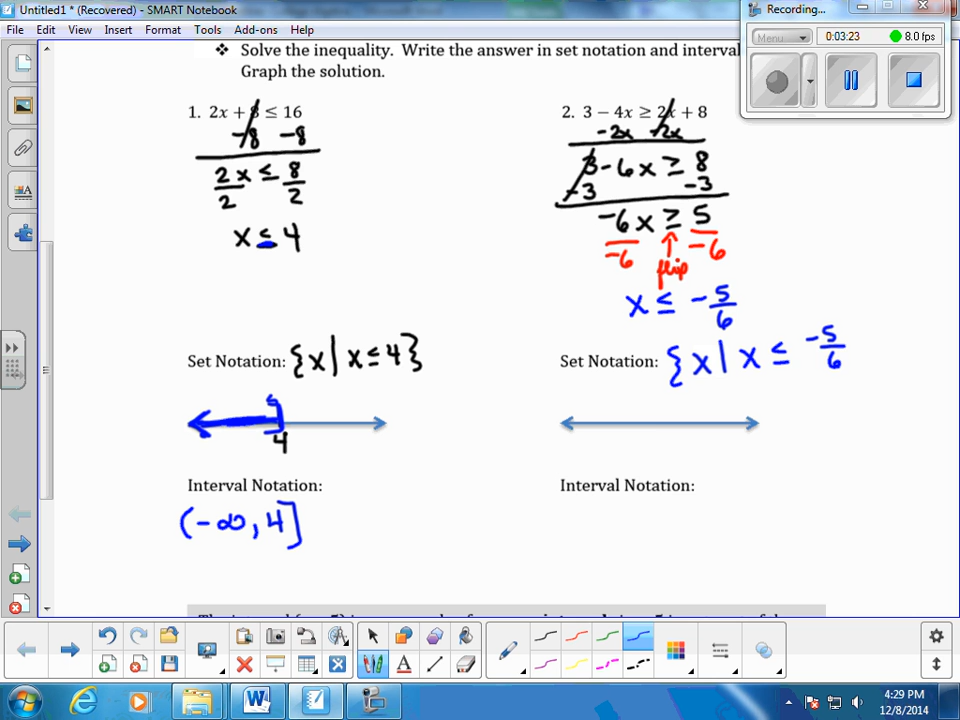 Untitled1 * (Recovered) - SMART Notebook
Recording...
File Edit View Insert Format Tools Add-ons Help
Menu
0:03:23
8.0 fps
❖ Solve the inequality. Write the answer in set notation and interval
Graph the solution.
1. 2x + 8 ≤ 16
-8 -8
2x ≤ 8
2 2
x ≤ 4
Set Notation: {x | x ≤ 4}
4
Interval Notation:
(-∞, 4]
2. 3 – 4x ≥ 2x + 8
-2x -2x
3 - 6x ≥ 8
-3 -3
-6x ≥ 5
-6 -6
flip
x ≤ -5/6
Set Notation: {x | x ≤ -5/6
Interval Notation:
4:29 PM
12/8/2014